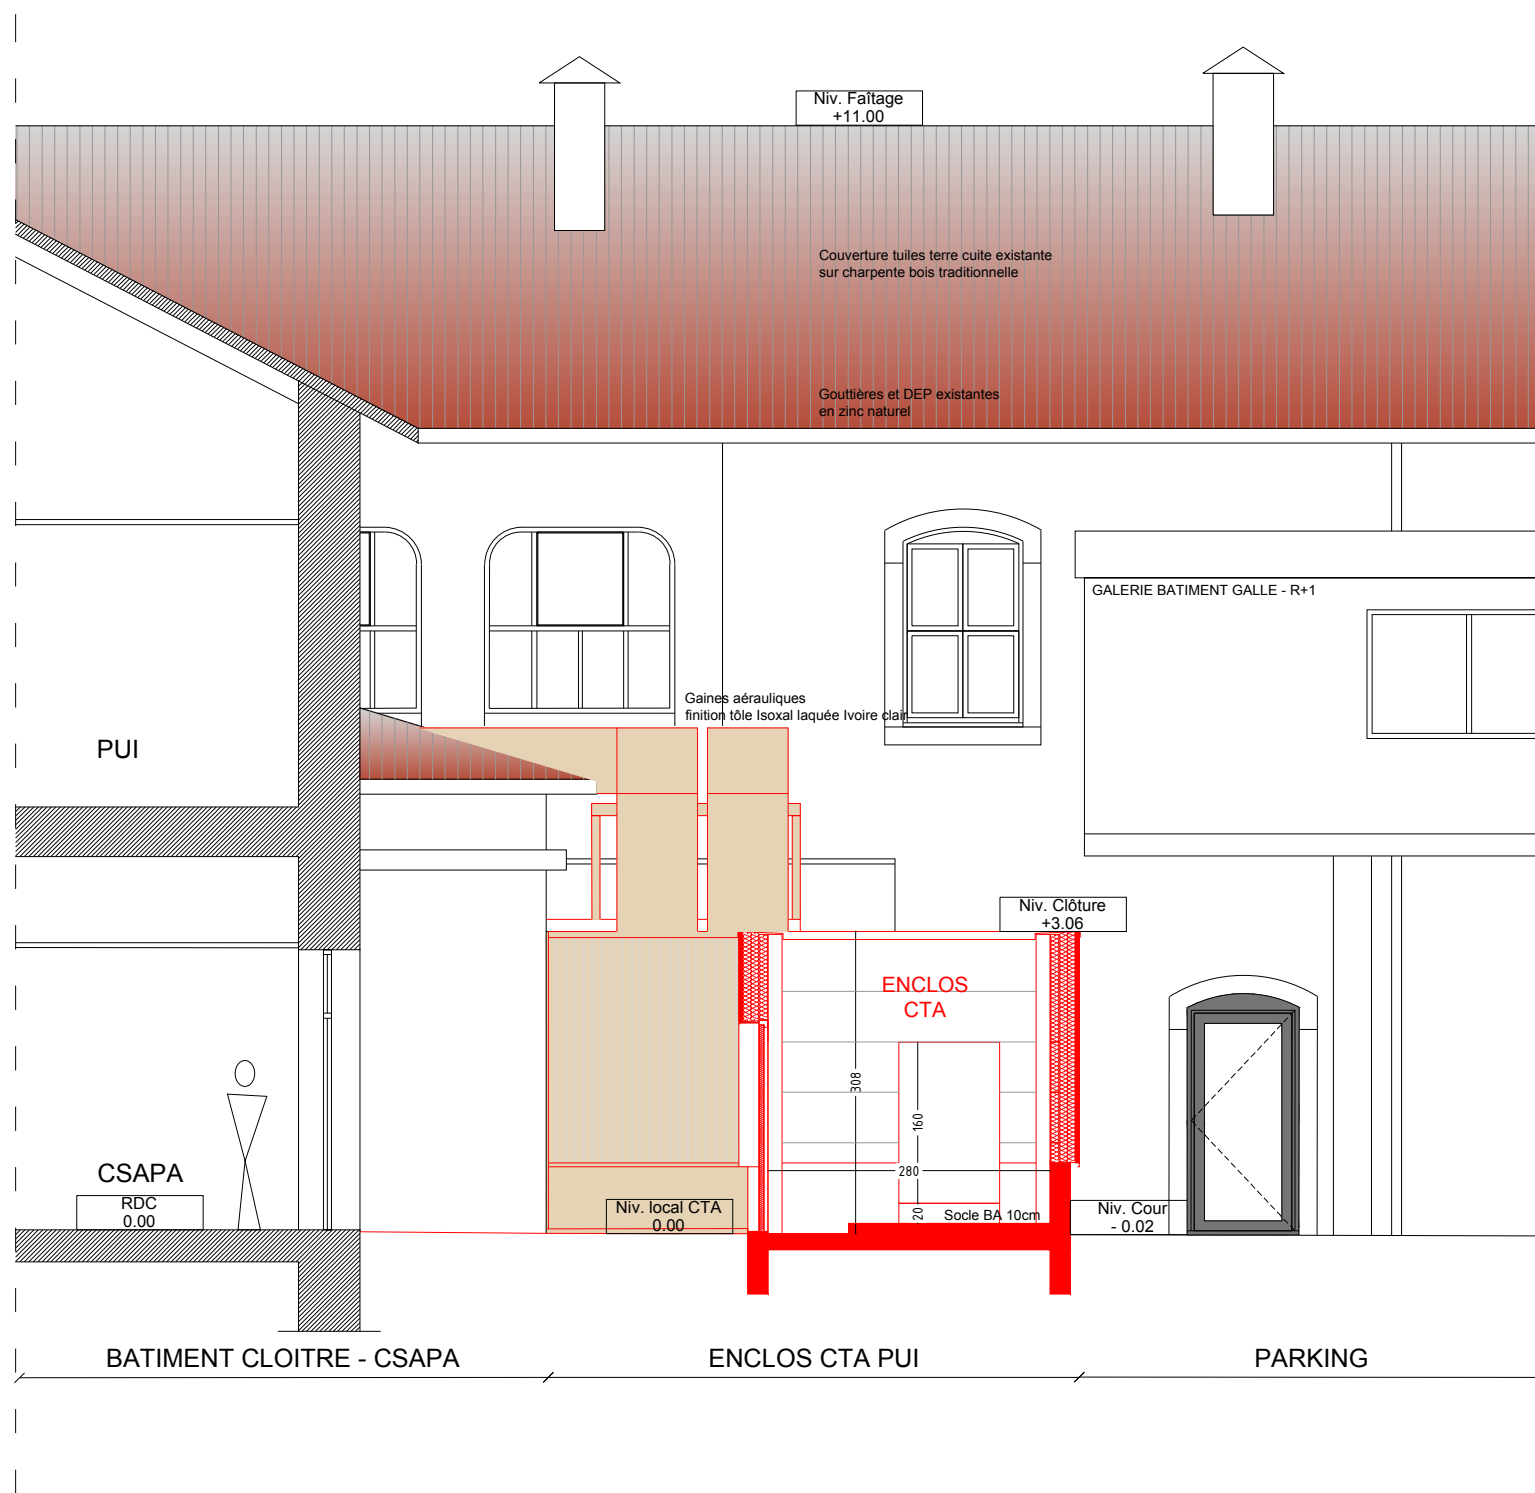 Niv. Faîtage
+11.00
Couverture tuiles terre cuite existante
sur charpente bois traditionnelle
Gouttières et DEP existantes
en zinc naturel
GALERIE BATIMENT GALLE - R+1
Gaines aérauliques
finition tôle Isoxal laquée Ivoire clair
PUI
Niv. Clôture
+3.06
ENCLOS
CTA
308
160
280
20
CSAPA
RDC
0.00
Niv. local CTA
0.00
Socle BA 10cm
Niv. Cour
- 0.02
BATIMENT CLOITRE - CSAPA
ENCLOS CTA PUI
PARKING